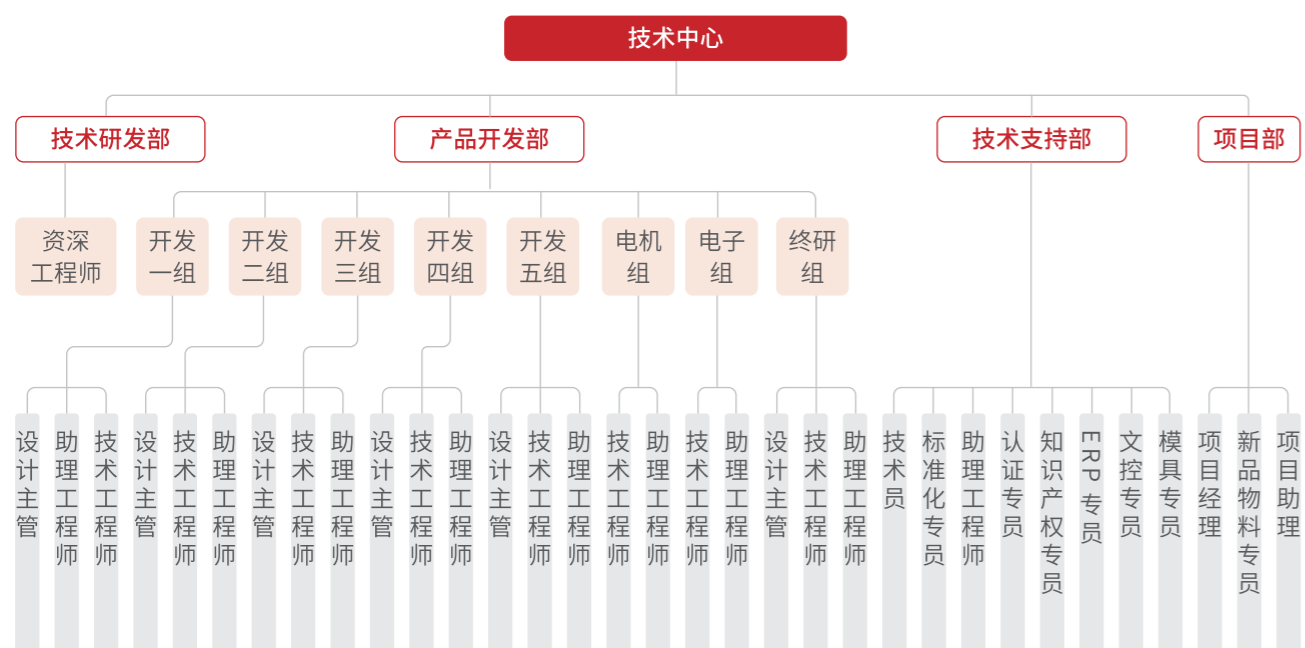 技术中心
技术研发部
产品开发部
技术支持部
项目部
资深
工程师
开发
一组
开发
二组
开发
三组
开发
四组
开发
五组
电机
组
电子
组
终研
组
设计主管
助理工程师
技术工程师
设计主管
技术工程师
助理工程师
设计主管
技术工程师
助理工程师
设计主管
技术工程师
助理工程师
设计主管
技术工程师
助理工程师
技术工程师
助理工程师
技术工程师
助理工程师
设计主管
技术工程师
助理工程师
技术员
标准化专员
助理工程师
认证专员
知识产权专员
ERP 专员
文控专员
模具专员
项目经理
新品物料专员
项目助理